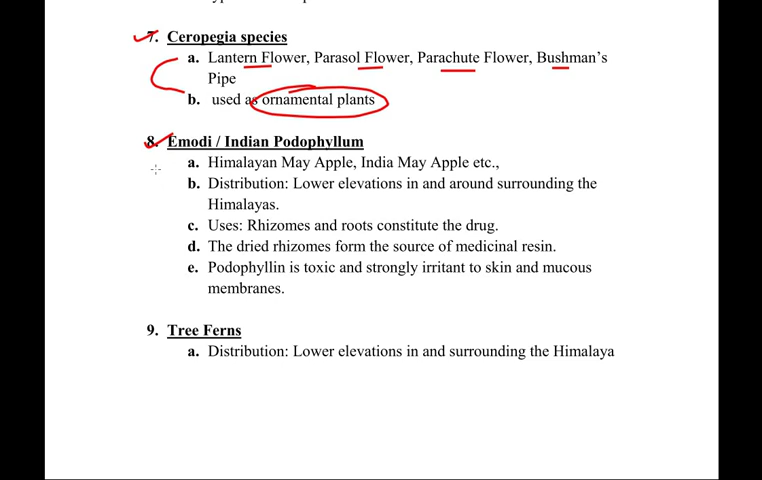 7. Ceropegia species
a. Lantern Flower, Parasol Flower, Parachute Flower, Bushman's
Pipe
b. used as ornamental plants
8. Emodi / Indian Podophyllum
a. Himalayan May Apple, India May Apple etc.,
b. Distribution: Lower elevations in and around surrounding the
Himalayas.
c. Uses: Rhizomes and roots constitute the drug.
d. The dried rhizomes form the source of medicinal resin.
e. Podophyllin is toxic and strongly irritant to skin and mucous
membranes.
9. Tree Ferns
a. Distribution: Lower elevations in and surrounding the Himalaya